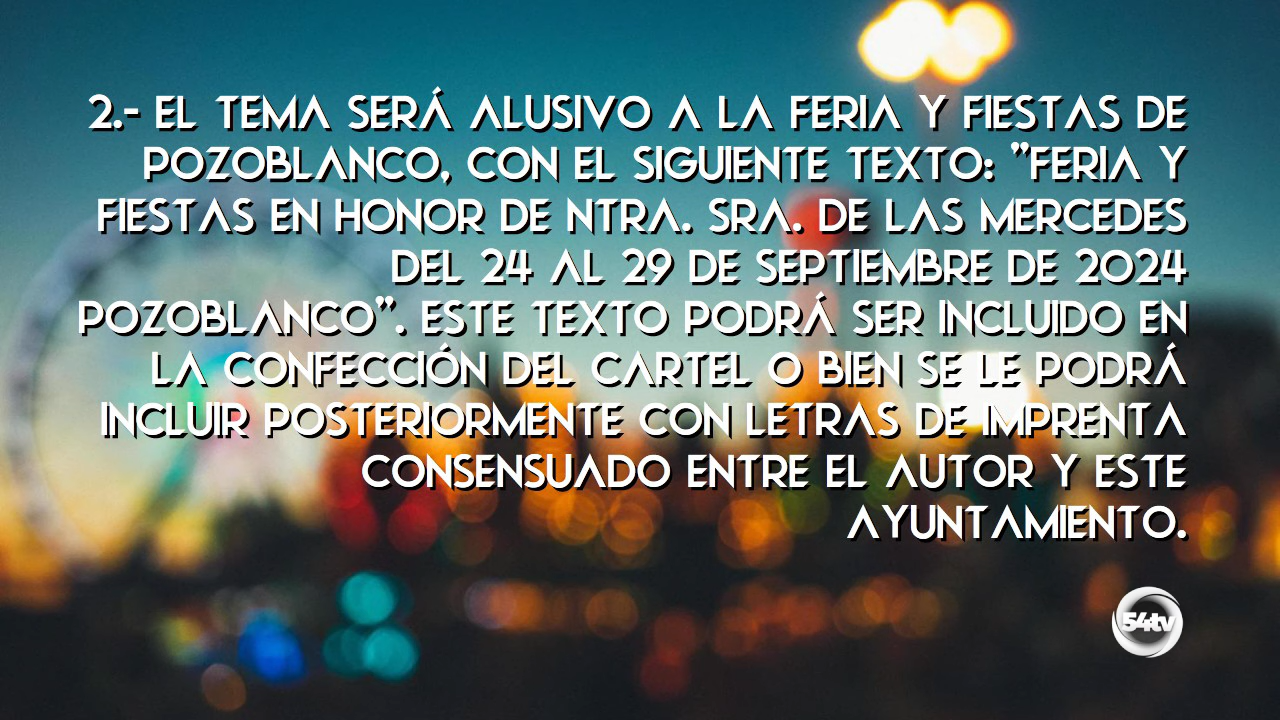 2.- EL TEMA SERÁ ALUSIVO A LA FERIA Y FIESTAS DE
POZOBLANCO, CON EL SIGUIENTE TEXTO: "FERIA Y
FIESTAS EN HONOR DE NTRA. SRA. DE LAS MERCEDES
DEL 24 AL 29 DE SEPTIEMBRE DE 2024
POZOBLANCO". ESTE TEXTO PODRÁ SER INCLUIDO EN
LA CONFECCIÓN DEL CARTEL O BIEN SE LE PODRÁ
INCLUIR POSTERIORMENTE CON LETRAS DE IMPRENTA
CONSENSUADO ENTRE EL AUTOR Y ESTE
AYUNTAMIENTO.
54tv